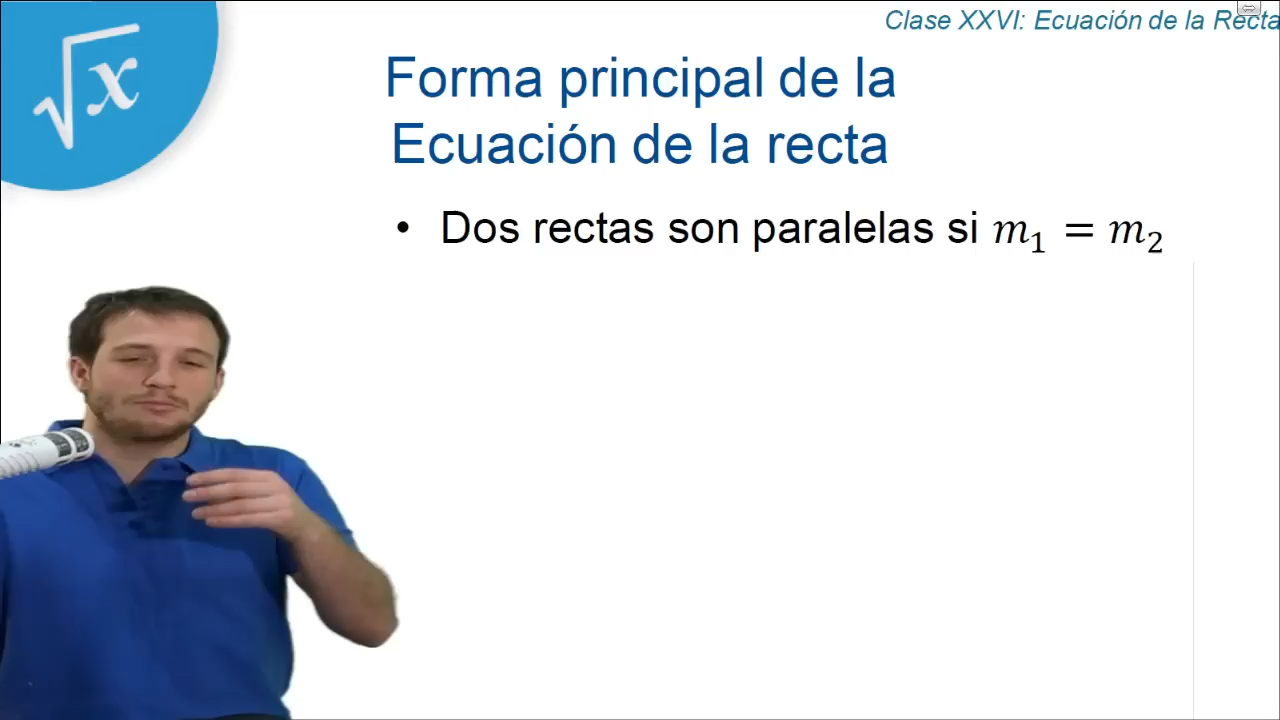 Clase XXVI: Ecuación de la Recta
√x
Forma principal de la
Ecuación de la recta
• Dos rectas son paralelas si m₁ = m₂